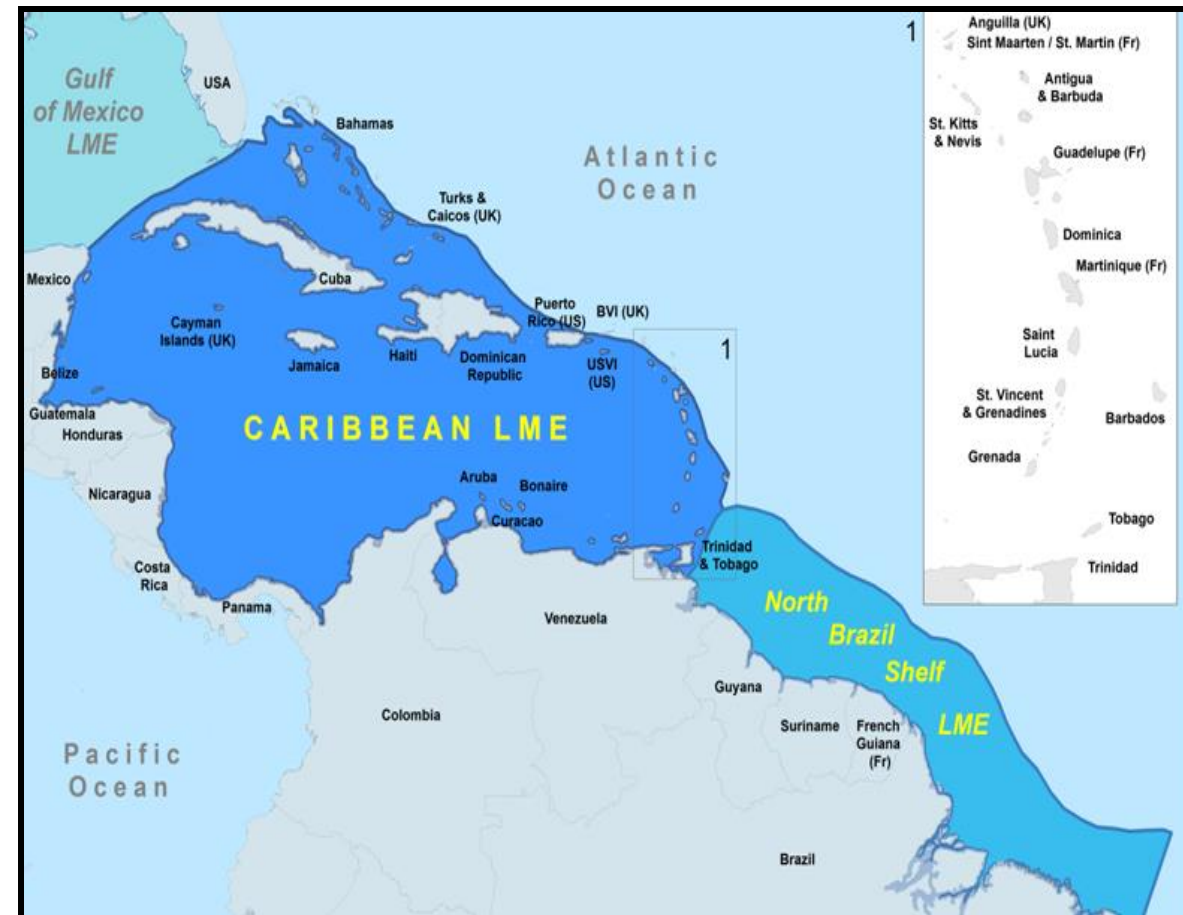 Gulf
of Mexico
LME
USA
Bahamas
Atlantic
Ocean
Turks &
Caicos (UK)
Mexico
Cuba
Cayman
Islands (UK)
Jamaica
Haiti
Dominican
Republic
Puerto
Rico (US)
BVI (UK)
USVI
(US)
1
Belize
Guatemala
Honduras
CARIBBEAN LME
Nicaragua
Aruba
Bonaire
Curacao
Costa
Rica
Panama
Trinidad
& Tobago
Venezuela
North
Brazil
Shelf
LME
Guyana
Suriname
French
Guiana
(Fr)
Colombia
Pacific
Ocean
Brazil
1
Anguilla (UK)
Sint Maarten / St. Martin (Fr)
Antigua
& Barbuda
St. Kitts
& Nevis
Guadelupe (Fr)
Dominica
Martinique (Fr)
Saint
Lucia
St. Vincent
& Grenadines
Barbados
Grenada
Tobago
Trinidad